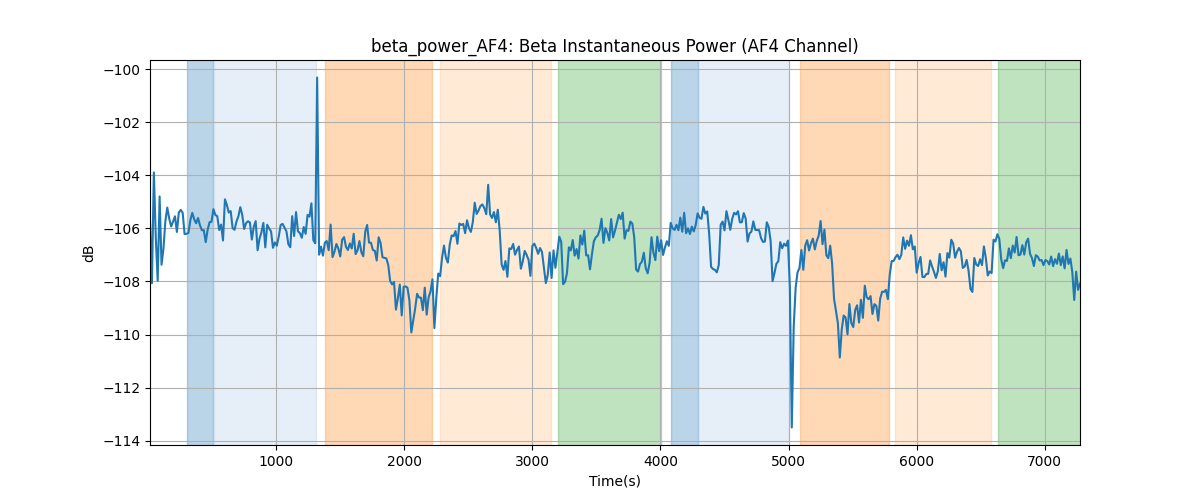 beta_power_AF4: Beta Instantaneous Power (AF4 Channel)
−100
−102
−104
−106
−108
−110
−112
−114
dB
1000 2000 3000 4000 5000 6000 7000
Time(s)